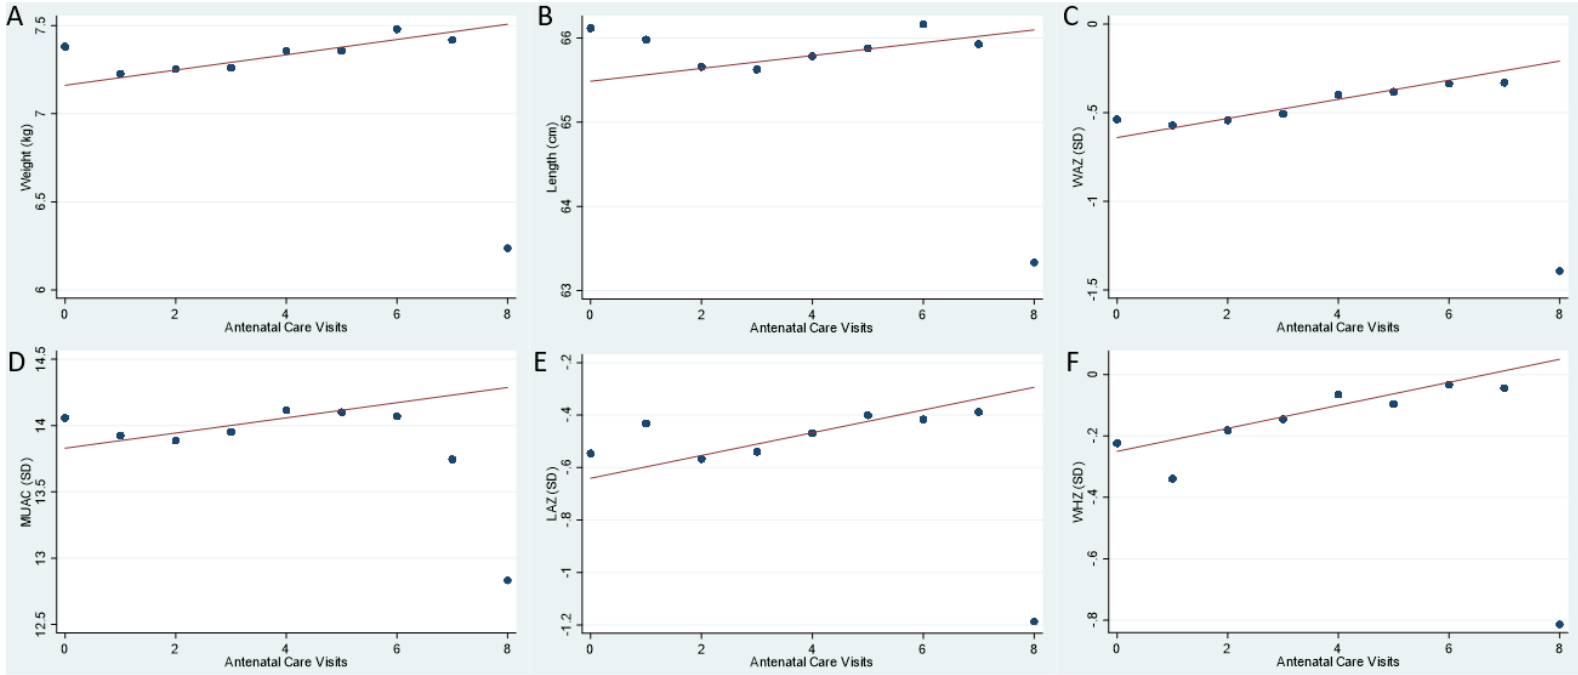 A
7.5
7
6.5
6
Weight (kg)
0 2 4 6 8
Antenatal Care Visits
B
66
65
64
63
Length (cm)
0 2 4 6 8
Antenatal Care Visits
C
0
-.5
-1
-1.5
WAZ (SD)
0 2 4 6 8
Antenatal Care Visits
D
14.5
14
13.5
13
12.5
MUAC (SD)
0 2 4 6 8
Antenatal Care Visits
E
-.2
-.4
-.6
-.8
-1
-1.2
LAZ (SD)
0 2 4 6 8
Antenatal Care Visits
F
0
-.2
-.4
-.6
-.8
WHZ (SD)
0 2 4 6 8
Antenatal Care Visits